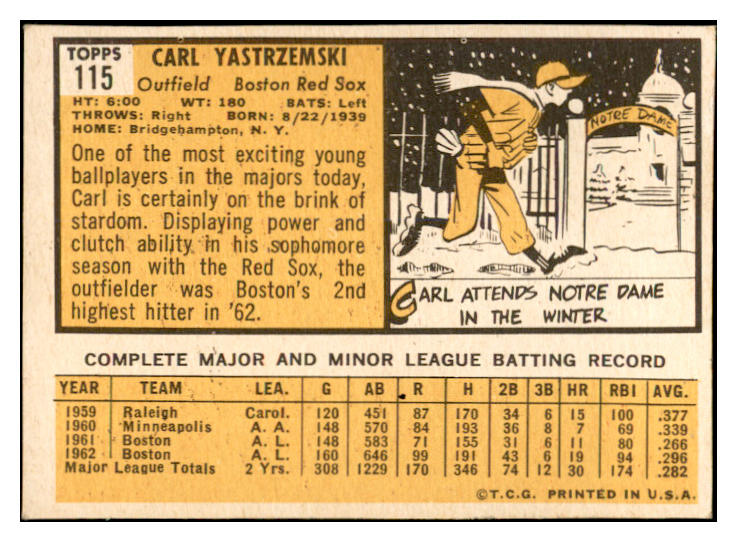 TOPPS
115
CARL YASTRZEMSKI
Outfield Boston Red Sox
HT: 6:00 WT: 180 BATS: Left
THROWS: Right BORN: 8/22/1939
HOME: Bridgehampton, N. Y.
One of the most exciting young
ballplayers in the majors today,
Carl is certainly on the brink of
stardom. Displaying power and
clutch ability in his sophomore
season with the Red Sox, the
outfielder was Boston's 2nd
highest hitter in '62.
NOTRE DAME
CARL ATTENDS NOTRE DAME
IN THE WINTER
COMPLETE MAJOR AND MINOR LEAGUE BATTING RECORD
YEAR TEAM LEA. G AB R H 2B 3B HR RBI AVG.
1959 Raleigh Carol. 120 451 87 170 34 6 15 100 .377
1960 Minneapolis A. A. 148 570 84 193 36 8 7 69 .339
1961 Boston A. L. 148 583 71 155 31 6 11 80 .266
1962 Boston A. L. 160 646 99 191 43 6 19 94 .296
Major League Totals 2 Yrs. 308 1229 170 346 74 12 30 174 .282
©T.C.G. PRINTED IN U.S.A.